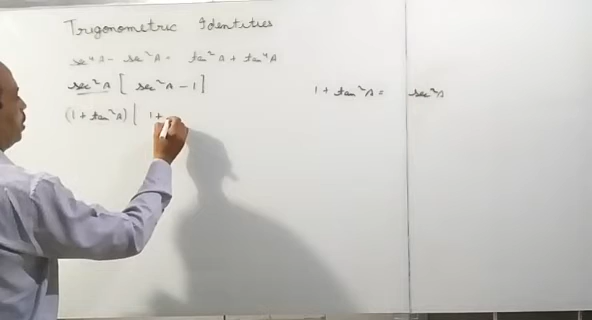 Trigonometric Identities
sec⁴A - sec²A = tan²A + tan⁴A
sec²A [ sec²A - 1 ]
1 + tan²A = sec²A
(1 + tan²A) [ 1 +